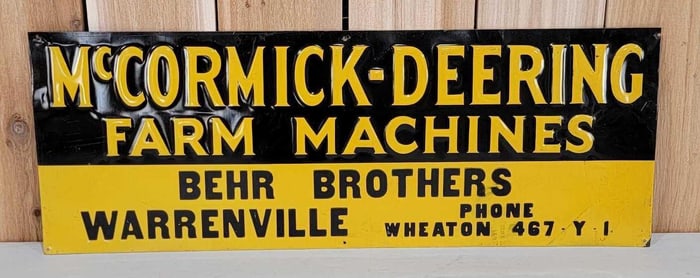 McCORMICK-DEERING
FARM MACHINES
BEHR BROTHERS
WARRENVILLE
PHONE
WHEATON 467-Y-1